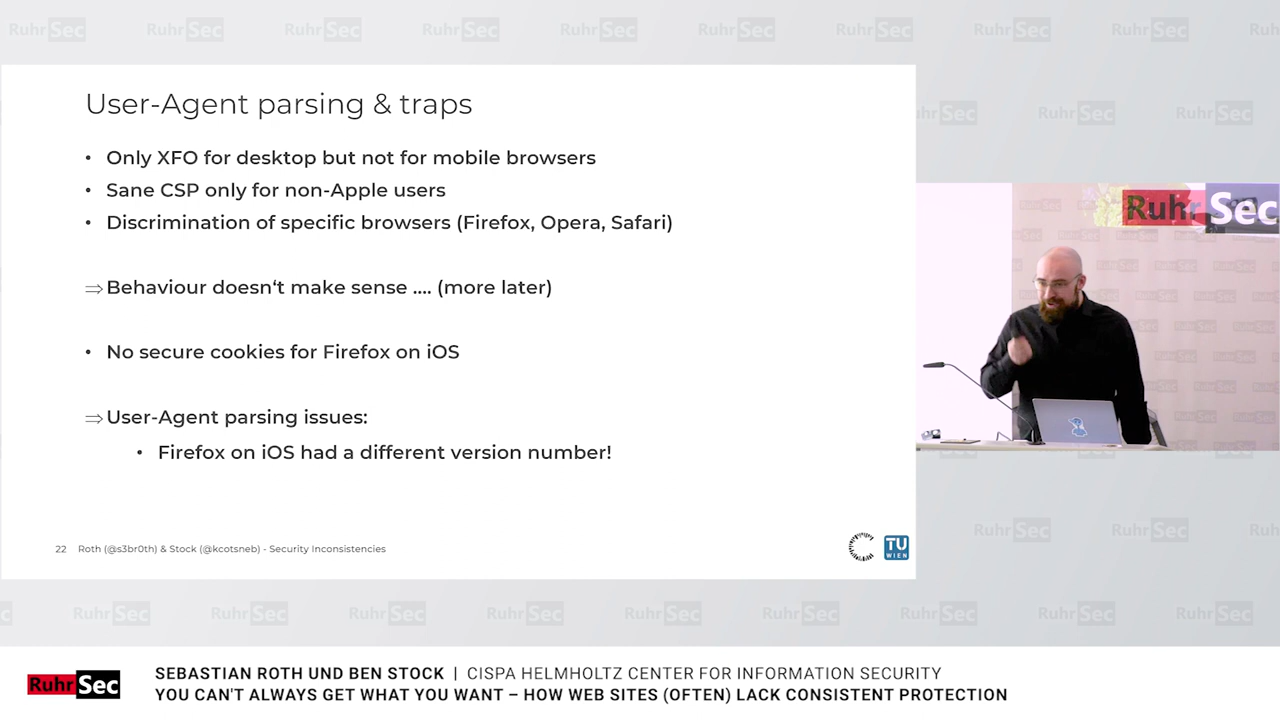 User-Agent parsing & traps
• Only XFO for desktop but not for mobile browsers
• Sane CSP only for non-Apple users
• Discrimination of specific browsers (Firefox, Opera, Safari)
⇒ Behaviour doesn‘t make sense .... (more later)
• No secure cookies for Firefox on iOS
⇒ User-Agent parsing issues:
• Firefox on iOS had a different version number!
22 Roth (@s3br0th) & Stock (@kcotsneb) - Security Inconsistencies
TU
WIEN
RuhrSec
RuhrSec
SEBASTIAN ROTH UND BEN STOCK | CISPA HELMHOLTZ CENTER FOR INFORMATION SECURITY
YOU CAN'T ALWAYS GET WHAT YOU WANT – HOW WEB SITES (OFTEN) LACK CONSISTENT PROTECTION